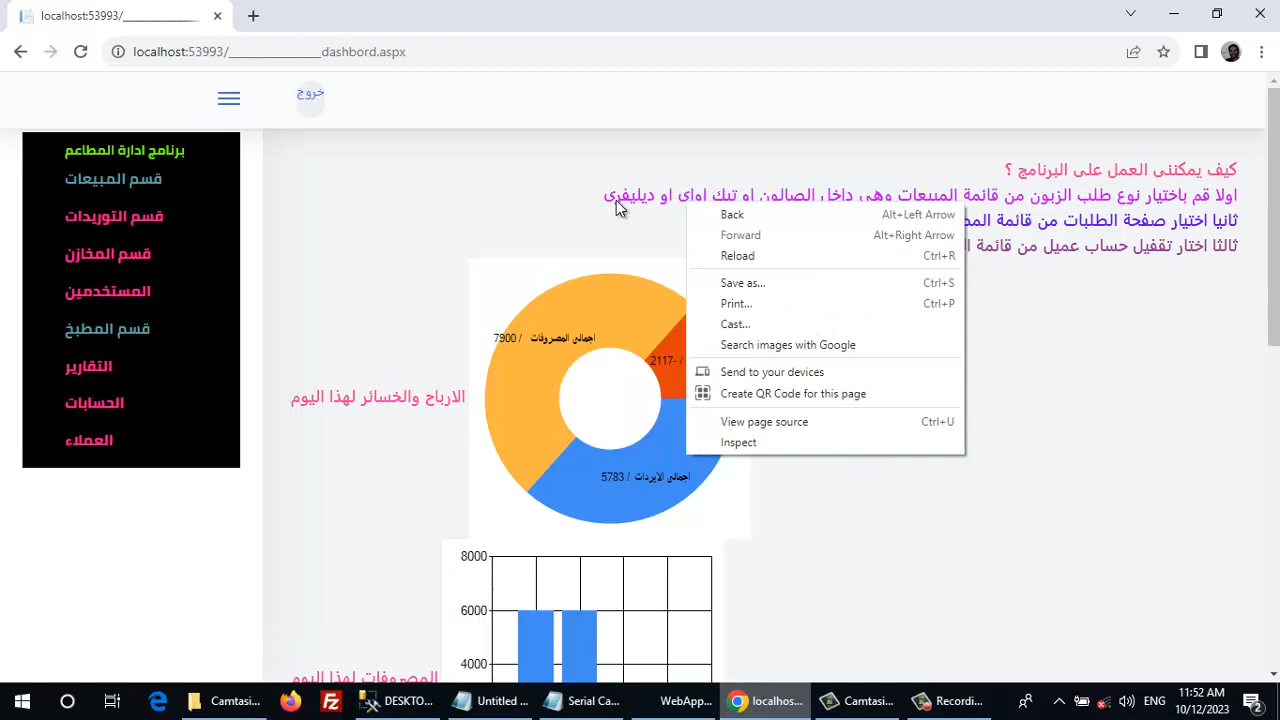 localhost:53993/______________
localhost:53993/______________dashbord.aspx
خروج
برنامج ادارة المطاعم
قسم المبيعات
قسم التوريدات
قسم المخازن
المستخدمين
قسم المطبخ
التقارير
الحسابات
العملاء
كيف يمكننى العمل على البرنامج ؟
اولا قم باختيار نوع طلب الزبون من قائمة المبيعات وهى داخل الصالون او تيك اواى او ديليفرى
ثانيا اختيار صفحة الطلبات من قائمة
ثالثا اختار تقفيل حساب عميل من قائمة
Back Alt+Left Arrow
Forward Alt+Right Arrow
Reload Ctrl+R
Save as... Ctrl+S
Print... Ctrl+P
Cast...
Search images with Google
Send to your devices
Create QR Code for this page
View page source Ctrl+U
Inspect
اجمالى المصروفات / 7900
2117- /
اجمالى الايردات / 5783
الارباح والخسائر لهذا اليوم
8000
6000
4000
المصروفات لهذا اليوم
Camtasi...
DESKTO...
Untitled ...
Serial Ca...
WebApp...
localhos...
Camtasi...
Recordi...
ENG
11:52 AM
10/12/2023
2